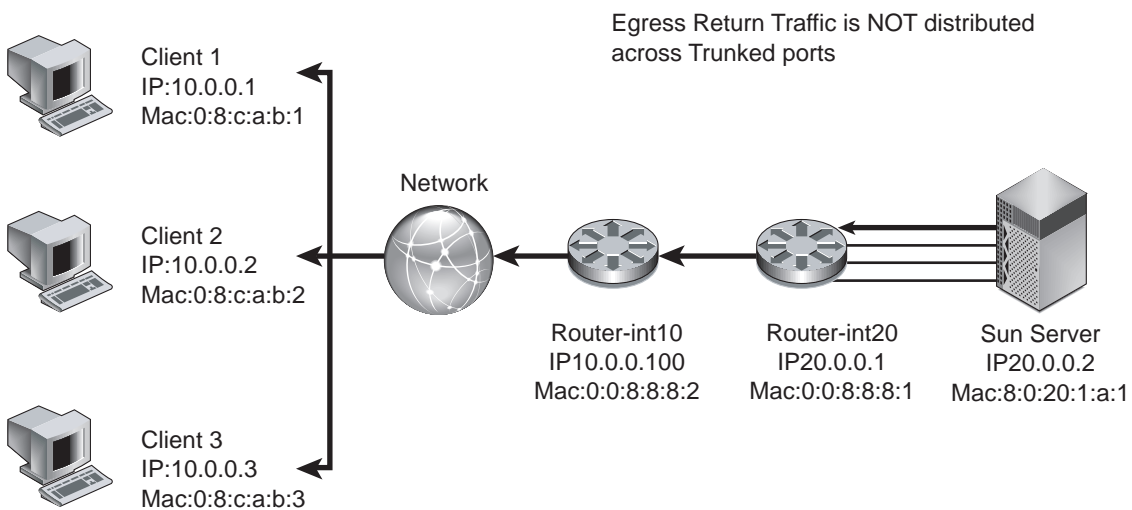 Egress Return Traffic is NOT distributed
across Trunked ports
Client 1
IP:10.0.0.1
Mac:0:8:c:a:b:1
Network
Client 2
IP:10.0.0.2
Mac:0:8:c:a:b:2
Router-int10
IP10.0.0.100
Mac:0:0:8:8:8:2
Router-int20
IP20.0.0.1
Mac:0:0:8:8:8:1
Sun Server
IP20.0.0.2
Mac:8:0:20:1:a:1
Client 3
IP:10.0.0.3
Mac:0:8:c:a:b:3